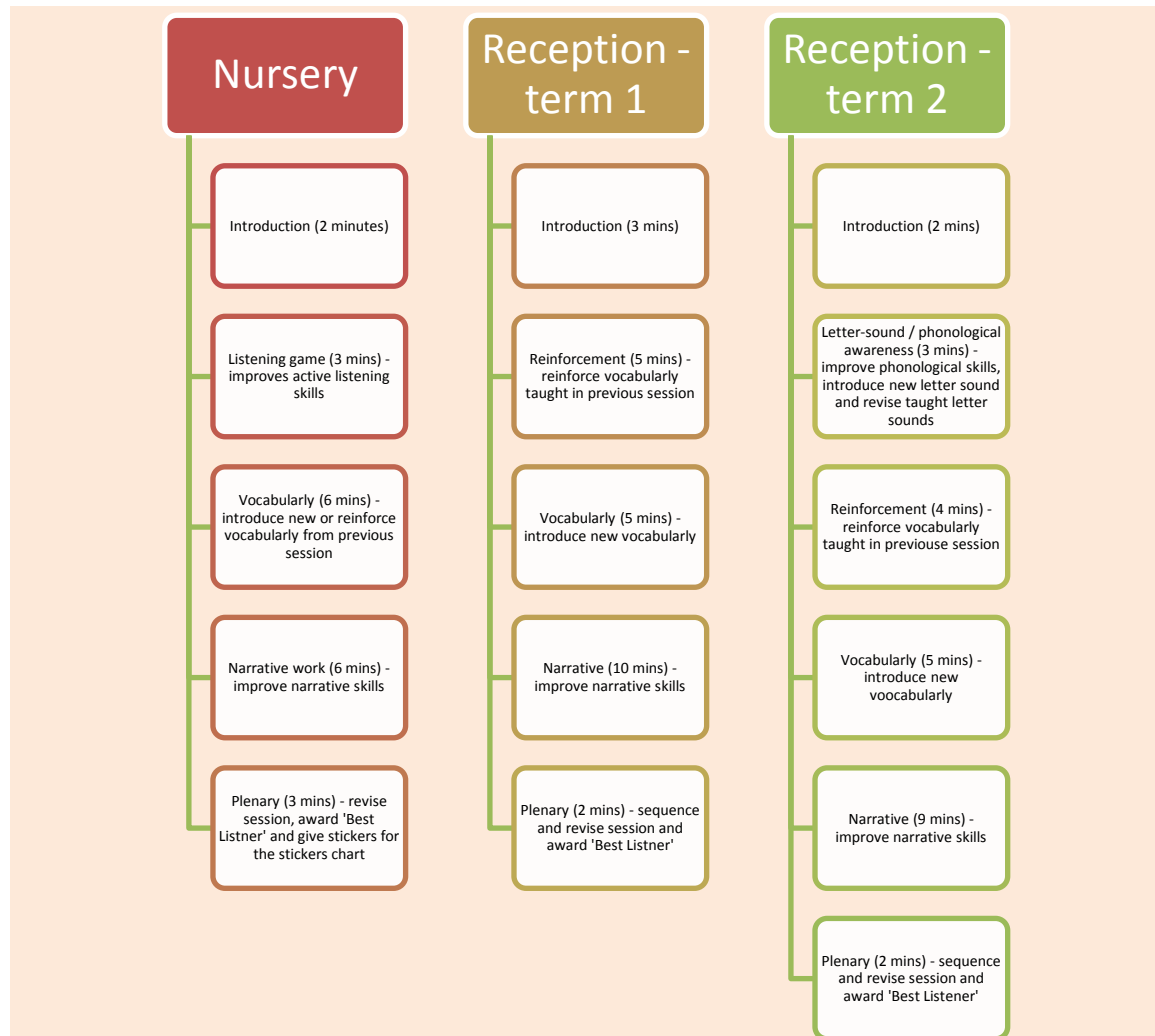 Nursery
Introduction (2 minutes)
Listening game (3 mins) -
improves active listening
skills
Vocabularly (6 mins) -
introduce new or reinforce
vocabularly from previous
session
Narrative work (6 mins) -
improve narrative skills
Plenary (3 mins) - revise
session, award 'Best
Listner' and give stickers for
the stickers chart
Reception -
term 1
Introduction (3 mins)
Reinforcement (5 mins) -
reinforce vocabularly
taught in previous session
Vocabularly (5 mins) -
introduce new vocabularly
Narrative (10 mins) -
improve narrative skills
Plenary (2 mins) - sequence
and revise session and
award 'Best Listner'
Reception -
term 2
Introduction (2 mins)
Letter-sound / phonological
awareness (3 mins) -
improve phonological skills,
introduce new letter sound
and revise taught letter
sounds
Reinforcement (4 mins) -
reinforce vocabularly
taught in previouse session
Vocabularly (5 mins) -
introduce new
voocabularly
Narrative (9 mins) -
improve narrative skills
Plenary (2 mins) - sequence
and revise session and
award 'Best Listener'